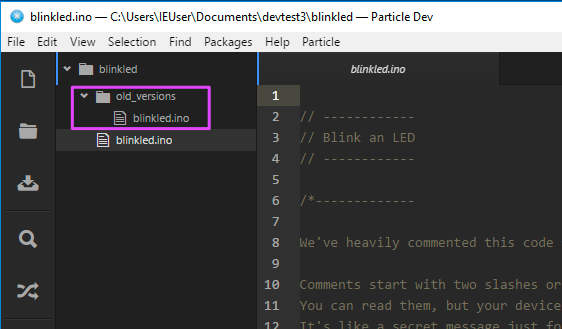 blinkled.ino — C:\Users\IEUser\Documents\devtest3\blinkled — Particle Dev
File Edit View Selection Find Packages Help Particle
blinkled
old_versions
blinkled.ino
blinkled.ino
blinkled.ino
1
2 // ------------
3 // Blink an LED
4 // ------------
5
6 /*-------------
7
8 We've heavily commented this code
9
10 Comments start with two slashes or
11 You can read them, but your device
12 It's like a secret message just fo